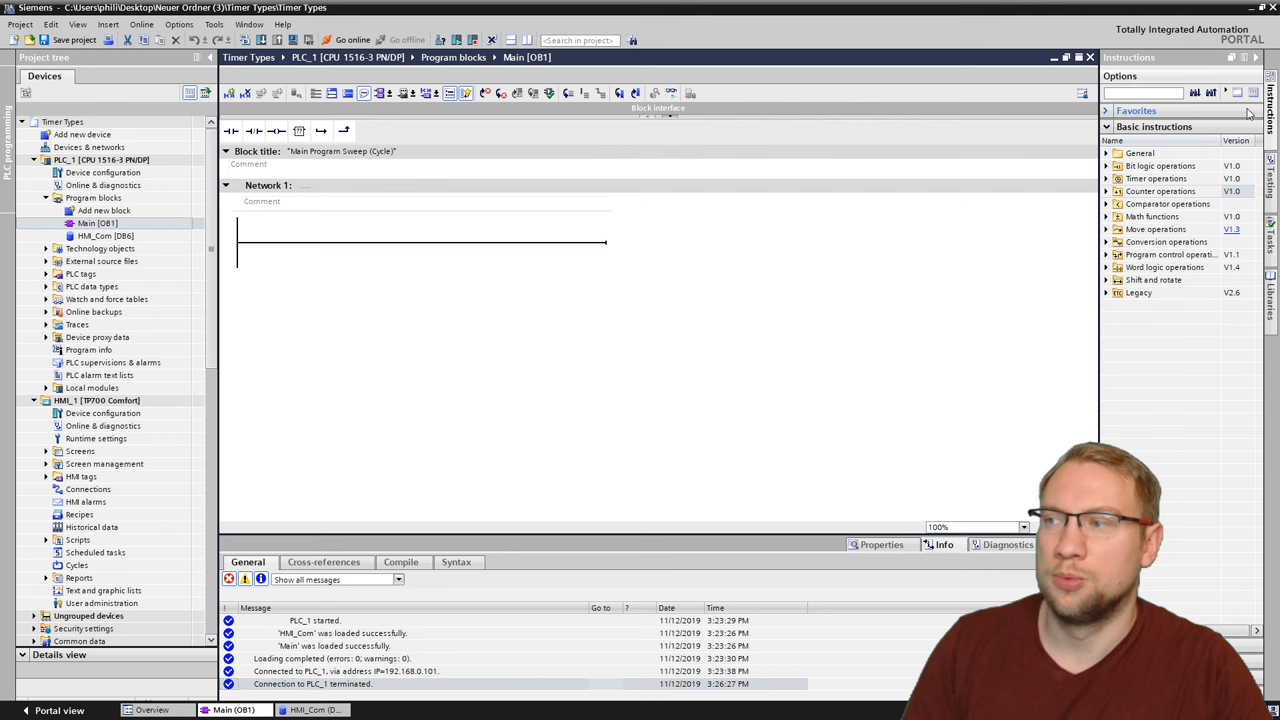 Siemens - C:\Users\phili\Desktop\Neuer Ordner (3)\Timer Types\Timer Types
Project Edit View Insert Online Options Tools Window Help
Totally Integrated Automation
PORTAL
Save project
Go online
Go offline
<Search in project>
Project tree
Timer Types
PLC_1 [CPU 1516-3 PN/DP]
Program blocks
Main [OB1]
Instructions
Devices
Options
PLC programming
Block interface
Favorites
Basic instructions
Name
Version
General
Bit logic operations V1.0
Timer operations V1.0
Counter operations V1.0
Comparator operations
Math functions V1.0
Move operations V1.3
Conversion operations
Program control operati... V1.1
Word logic operations V1.4
Shift and rotate
Legacy V2.6
Instructions
Testing
Tasks
Libraries
Timer Types
Add new device
Devices & networks
PLC_1 [CPU 1516-3 PN/DP]
Device configuration
Online & diagnostics
Program blocks
Add new block
Main [OB1]
HMI_Com [DB6]
Technology objects
External source files
PLC tags
PLC data types
Watch and force tables
Online backups
Traces
Device proxy data
Program info
PLC supervisions & alarms
PLC alarm text lists
Local modules
HMI_1 [TP700 Comfort]
Device configuration
Online & diagnostics
Runtime settings
Screens
Screen management
HMI tags
Connections
HMI alarms
Recipes
Historical data
Scripts
Scheduled tasks
Cycles
Reports
Text and graphic lists
User administration
Ungrouped devices
Security settings
Common data
Details view
Block title: "Main Program Sweep (Cycle)"
Comment
Network 1: .....
Comment
100%
Properties
Info
Diagnostics
General
Cross-references
Compile
Syntax
Show all messages
! Message Go to ? Date Time
PLC_1 started. 11/12/2019 3:23:29 PM
'HMI_Com' was loaded successfully. 11/12/2019 3:23:26 PM
'Main' was loaded successfully. 11/12/2019 3:23:26 PM
Loading completed (errors: 0; warnings: 0). 11/12/2019 3:23:30 PM
Connected to PLC_1, via address IP=192.168.0.101. 11/12/2019 3:23:38 PM
Connection to PLC_1 terminated. 11/12/2019 3:26:27 PM
Portal view
Overview
Main (OB1)
HMI_Com (D...